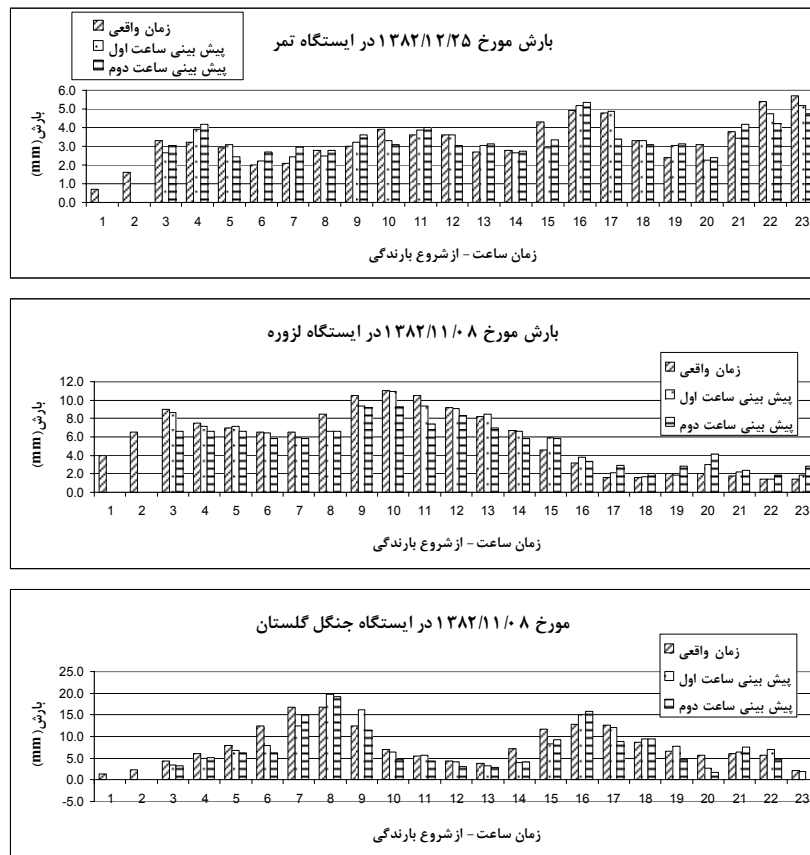 زمان واقعی
پیش بینی ساعت اول
پیش بینی ساعت دوم
بارش مورخ ۱۳۸۲/۱۲/۲۵ در ایستگاه تمر
6.0
5.0
4.0
3.0
2.0
1.0
0.0
بارش(mm)
1 2 3 4 5 6 7 8 9 10 11 12 13 14 15 16 17 18 19 20 21 22 23
زمان ساعت - ازشروع بارندگی
بارش مورخ ۱۳۸۲/۱۱/۰۸ در ایستگاه لزوره
زمان واقعی
پیش بینی ساعت اول
پیش بینی ساعت دوم
12.0
10.0
8.0
6.0
4.0
2.0
0.0
بارش(mm)
1 2 3 4 5 6 7 8 9 10 11 12 13 14 15 16 17 18 19 20 21 22 23
زمان ساعت - ازشروع بارندگی
مورخ ۱۳۸۲/۱۱/۰۸ در ایستگاه جنگل گلستان
زمان واقعی
پیش بینی ساعت اول
پیش بینی ساعت دوم
25.0
20.0
15.0
10.0
5.0
0.0
-5.0
بارش(mm)
1 2 3 4 5 6 7 8 9 10 11 12 13 14 15 16 17 18 19 20 21 22 23
زمان ساعت - ازشروع بارندگی